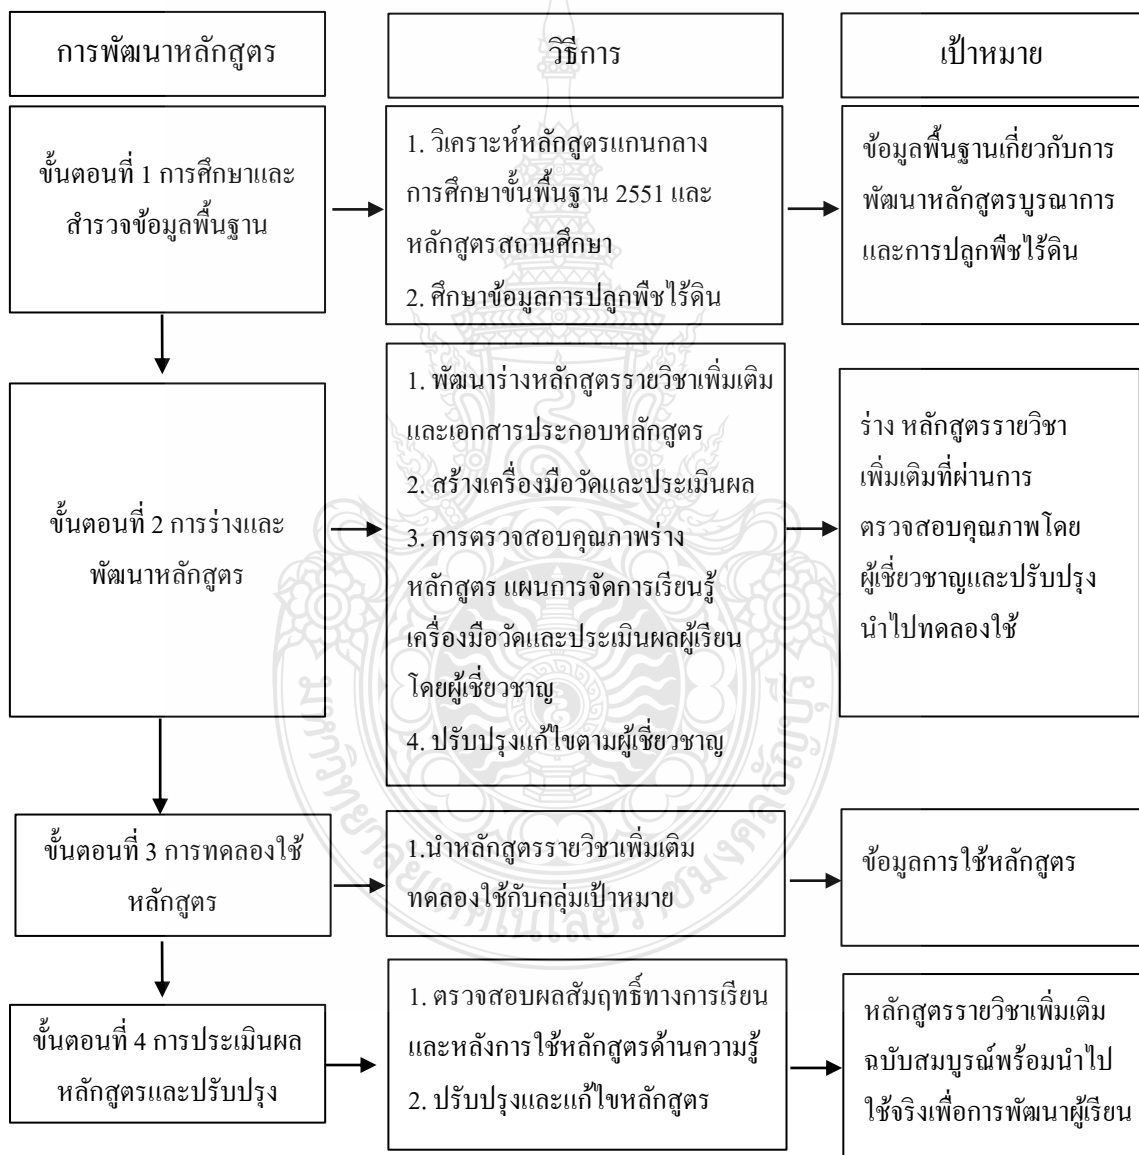 การพัฒนาหลักสูตร
วิธีการ
เป้าหมาย
ขั้นตอนที่ 1 การศึกษาและ
สำรวจข้อมูลพื้นฐาน
1. วิเคราะห์หลักสูตรแกนกลาง
การศึกษาขั้นพื้นฐาน 2551 และ
หลักสูตรสถานศึกษา
2. ศึกษาข้อมูลการปลูกพืชไร้ดิน
ข้อมูลพื้นฐานเกี่ยวกับการ
พัฒนาหลักสูตรบูรณาการ
และการปลูกพืชไร้ดิน
ขั้นตอนที่ 2 การร่างและ
พัฒนาหลักสูตร
1. พัฒนาร่างหลักสูตรรายวิชาเพิ่มเติม
และเอกสารประกอบหลักสูตร
2. สร้างเครื่องมือวัดและประเมินผล
3. การตรวจสอบคุณภาพร่าง
หลักสูตร แผนการจัดการเรียนรู้
เครื่องมือวัดและประเมินผลผู้เรียน
โดยผู้เชี่ยวชาญ
4. ปรับปรุงแก้ไขตามผู้เชี่ยวชาญ
ร่าง หลักสูตรรายวิชา
เพิ่มเติมที่ผ่านการ
ตรวจสอบคุณภาพโดย
ผู้เชี่ยวชาญและปรับปรุง
นำไปทดลองใช้
ขั้นตอนที่ 3 การทดลองใช้
หลักสูตร
1.นำหลักสูตรรายวิชาเพิ่มเติม
ทดลองใช้กับกลุ่มเป้าหมาย
ข้อมูลการใช้หลักสูตร
ขั้นตอนที่ 4 การประเมินผล
หลักสูตรและปรับปรุง
1. ตรวจสอบผลสัมฤทธิ์ทางการเรียน
และหลังการใช้หลักสูตรด้านความรู้
2. ปรับปรุงและแก้ไขหลักสูตร
หลักสูตรรายวิชาเพิ่มเติม
ฉบับสมบูรณ์พร้อมนำไป
ใช้จริงเพื่อการพัฒนาผู้เรียน
มหาวิทยาลัยเทคโนโลยีราชมงคลธัญบุรี